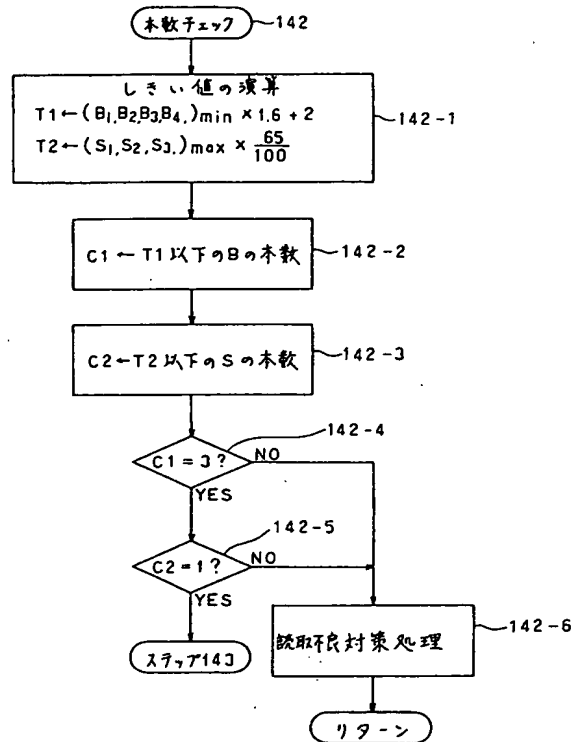 本数チェック
142
しきい値の演算
T1←(B1,B2,B3,B4,)min×1.6+2
T2←(S1,S2,S3,)max×65/100
142-1
C1←T1以下のBの本数
142-2
C2←T2以下のSの本数
142-3
142-4
C1=3?
NO
YES
142-5
C2=1?
NO
YES
ステップ143
読取不良対策処理
142-6
リターン